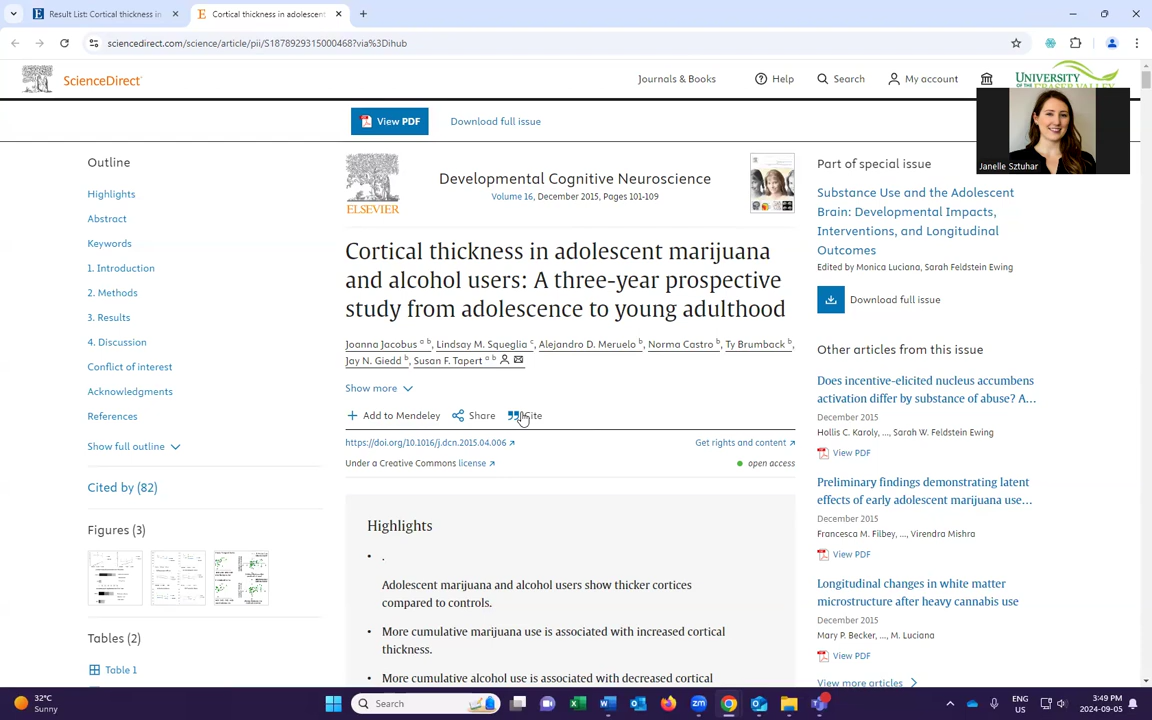 Result List: Cortical thickness in
Cortical thickness in adolescent
sciencedirect.com/science/article/pii/S1878929315000468?via%3Dihub
ScienceDirect
Journals & Books
Help
Search
My account
UNIVERSITY
OF THE FRASER VALLEY
Janelle Sztuhar
View PDF
Download full issue
Outline
Highlights
Abstract
Keywords
1. Introduction
2. Methods
3. Results
4. Discussion
Conflict of interest
Acknowledgments
References
Show full outline
Cited by (82)
Figures (3)
Tables (2)
Table 1
ELSEVIER
Developmental Cognitive Neuroscience
Volume 16, December 2015, Pages 101-109
Cortical thickness in adolescent marijuana
and alcohol users: A three-year prospective
study from adolescence to young adulthood
Joanna Jacobus a b, Lindsay M. Squeglia c, Alejandro D. Meruelo b, Norma Castro b, Ty Brumback b,
Jay N. Giedd b, Susan F. Tapert a b
Show more
Add to Mendeley
Share
Cite
https://doi.org/10.1016/j.dcn.2015.04.006
Get rights and content
Under a Creative Commons license
open access
Highlights
• .
Adolescent marijuana and alcohol users show thicker cortices
compared to controls.
• More cumulative marijuana use is associated with increased cortical
thickness.
• More cumulative alcohol use is associated with decreased cortical
Part of special issue
Substance Use and the Adolescent
Brain: Developmental Impacts,
Interventions, and Longitudinal
Outcomes
Edited by Monica Luciana, Sarah Feldstein Ewing
Download full issue
Other articles from this issue
Does incentive-elicited nucleus accumbens
activation differ by substance of abuse? A…
December 2015
Hollis C. Karoly, ..., Sarah W. Feldstein Ewing
View PDF
Preliminary findings demonstrating latent
effects of early adolescent marijuana use…
December 2015
Francesca M. Filbey, ..., Virendra Mishra
View PDF
Longitudinal changes in white matter
microstructure after heavy cannabis use
December 2015
Mary P. Becker, ..., M. Luciana
View PDF
View more articles
32°C
Sunny
Search
ENG
US
3:49 PM
2024-09-05